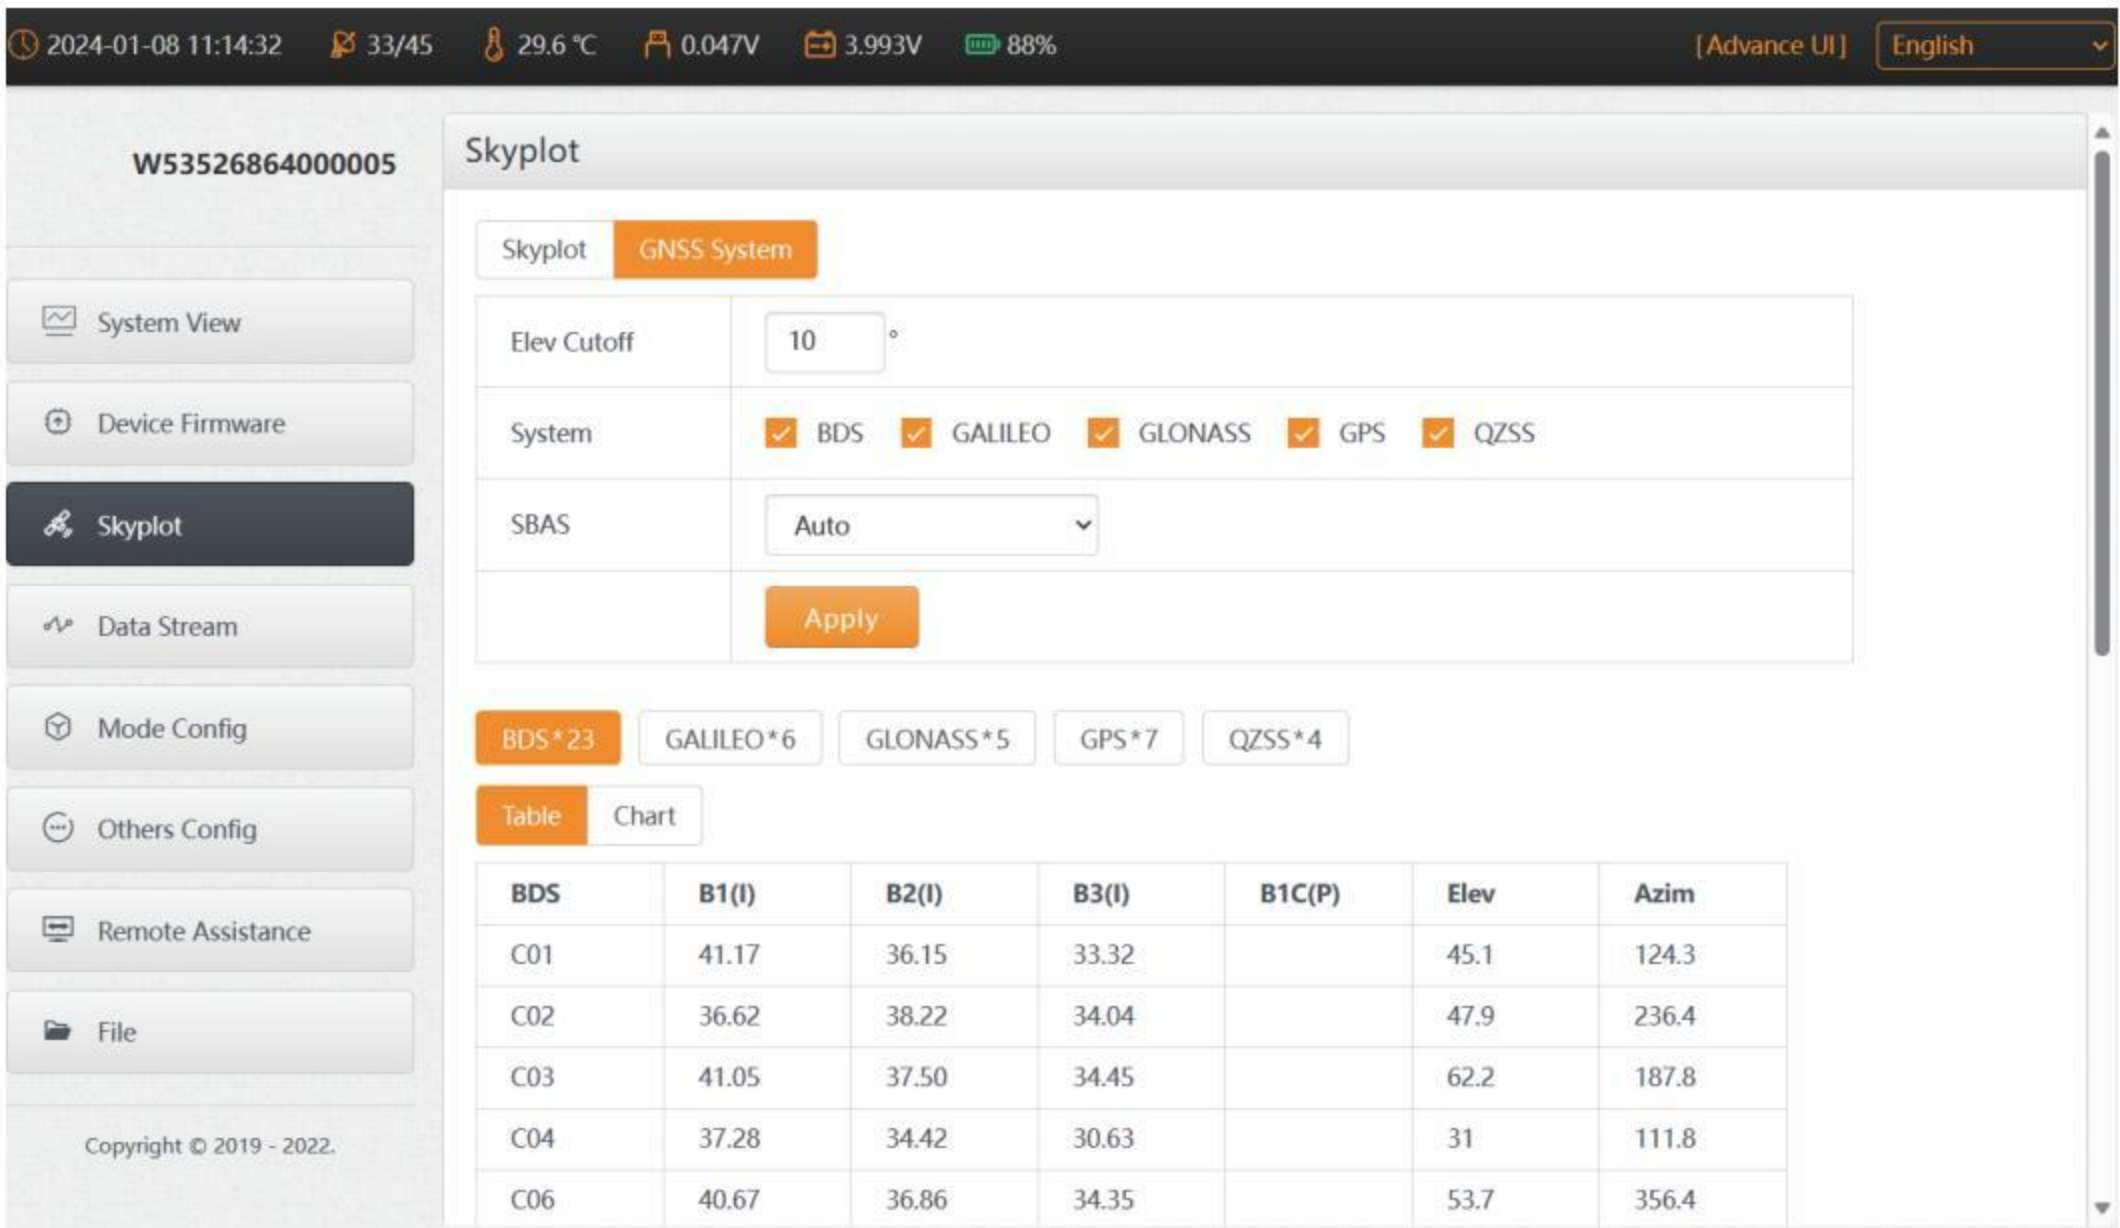 2024-01-08 11:14:32 33/45 29.6 ℃ 0.047V 3.993V 88% [Advance UI] English
W53526864000005
System View
Device Firmware
Skyplot
Data Stream
Mode Config
Others Config
Remote Assistance
File
Copyright © 2019 - 2022.
Skyplot
Skyplot GNSS System
Elev Cutoff 10 °
System BDS GALILEO GLONASS GPS QZSS
SBAS Auto
Apply
BDS*23 GALILEO*6 GLONASS*5 GPS*7 QZSS*4
Table Chart
BDS B1(I) B2(I) B3(I) B1C(P) Elev Azim
C01 41.17 36.15 33.32 45.1 124.3
C02 36.62 38.22 34.04 47.9 236.4
C03 41.05 37.50 34.45 62.2 187.8
C04 37.28 34.42 30.63 31 111.8
C06 40.67 36.86 34.35 53.7 356.4